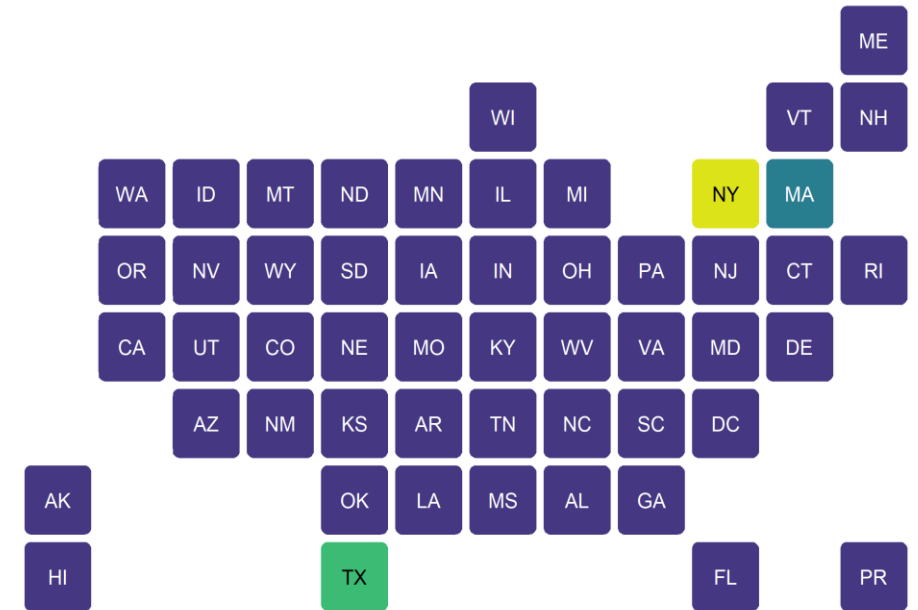 ME
WI VT NH
WA ID MT ND MN IL MI NY MA
OR NV WY SD IA IN OH PA NJ CT RI
CA UT CO NE MO KY WV VA MD DE
AZ NM KS AR TN NC SC DC
AK OK LA MS AL GA
HI TX FL PR